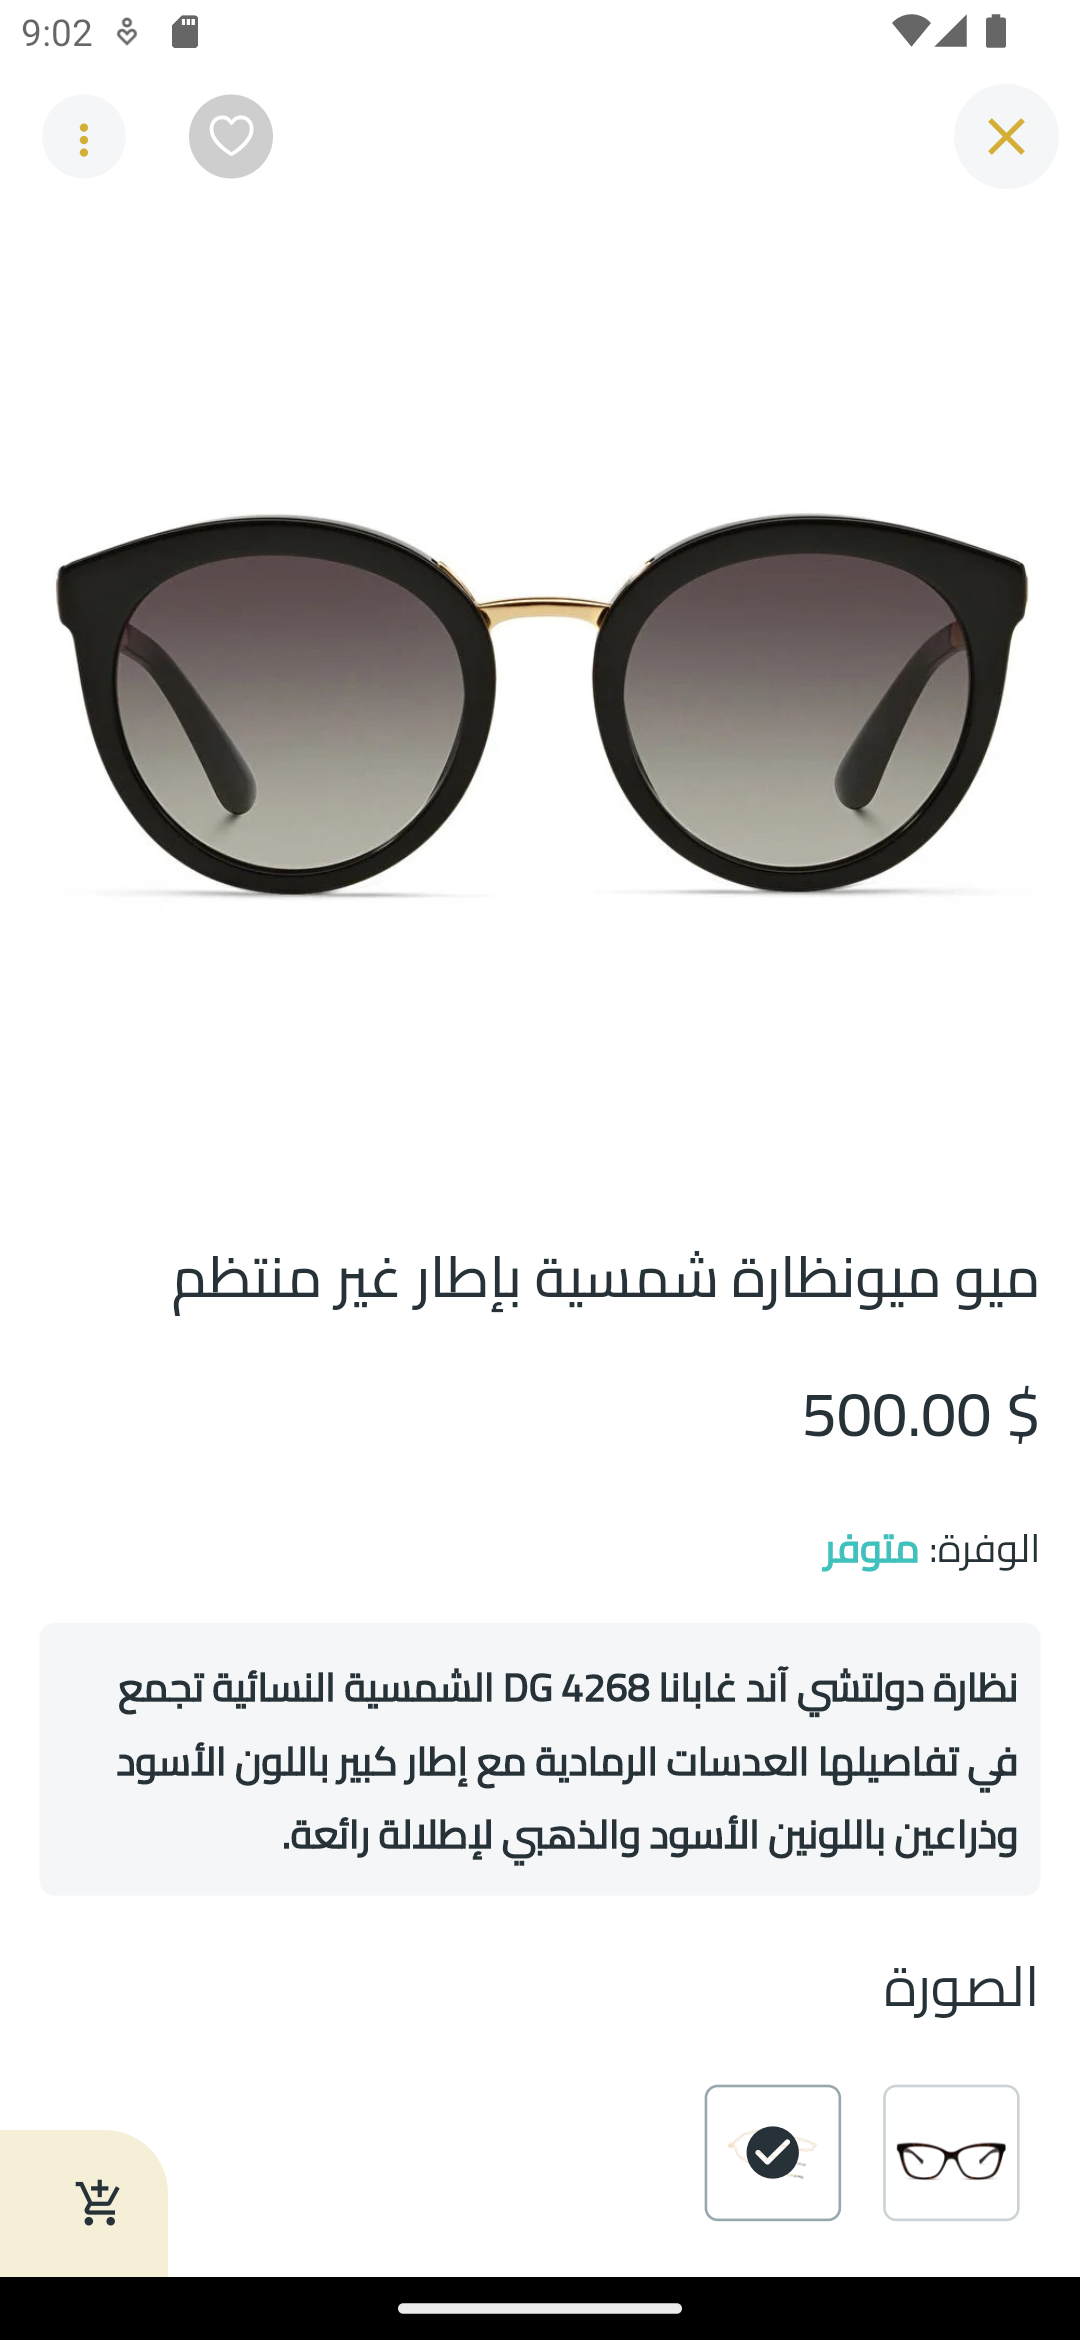 9:02
ميو ميونظارة شمسية بإطار غير منتظم
500.00 $
الوفرة: متوفر
نظارة دولتشي آند غابانا DG 4268 الشمسية النسائية تجمع
في تفاصيلها العدسات الرمادية مع إطار كبير باللون الأسود
وذراعين باللونين الأسود والذهبي لإطلالة رائعة.
الصورة